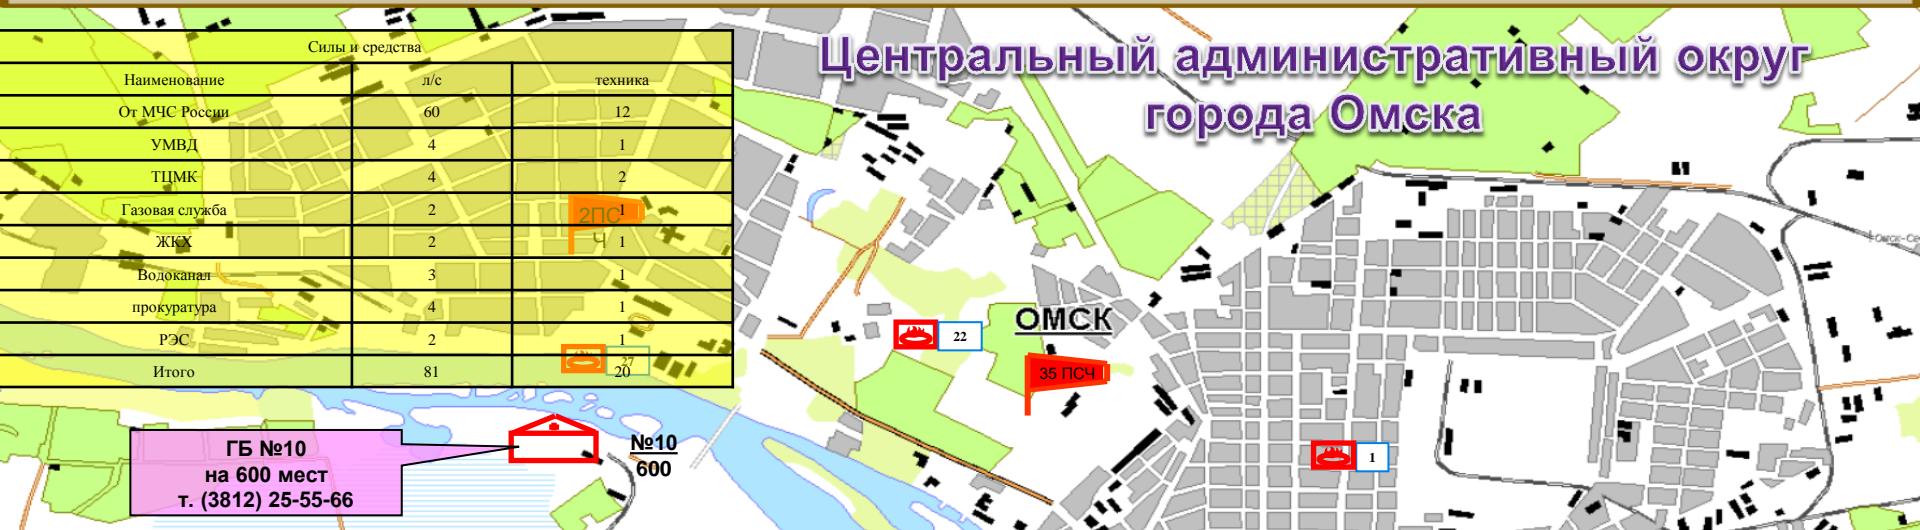 Центральный административный округ
города Омска
Силы и средства
Наименование л/с техника
От МЧС России 60 12
УМВД 4 1
ТЦМК 4 2
Газовая служба 2 1
ЖКХ 2 1
Водоканал 3 1
прокуратура 4 1
РЭС 2 1
Итого 81 20
2ПС
Ч
27
22
ОМСК
35 ПСЧ
1
ГБ №10
на 600 мест
т. (3812) 25-55-66
№10
600